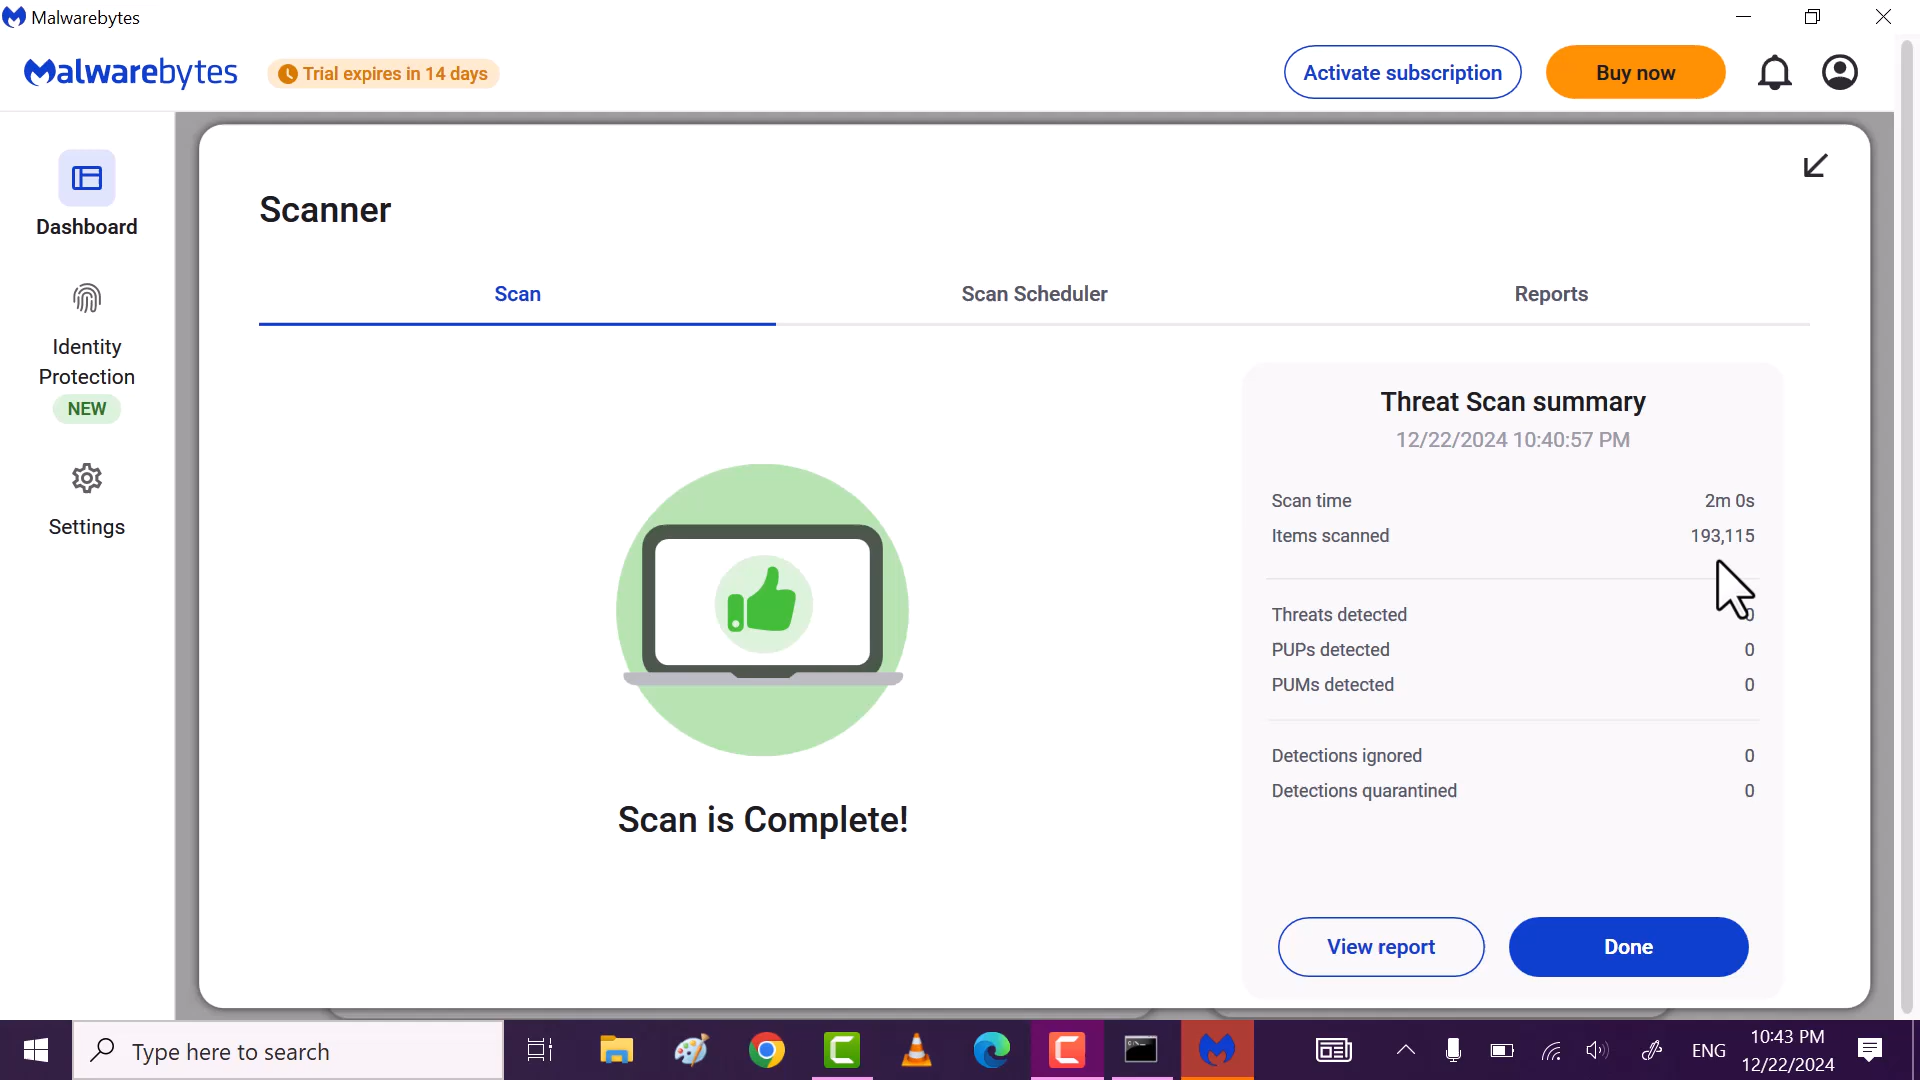 Malwarebytes
Malwarebytes
Trial expires in 14 days
Activate subscription
Buy now
Dashboard
Identity
Protection
NEW
Settings
Scanner
Scan
Scan Scheduler
Reports
Scan is Complete!
Threat Scan summary
12/22/2024 10:40:57 PM
Scan time 2m 0s
Items scanned 193,115
Threats detected 0
PUPs detected 0
PUMs detected 0
Detections ignored 0
Detections quarantined 0
View report
Done
Type here to search
ENG
10:43 PM
12/22/2024